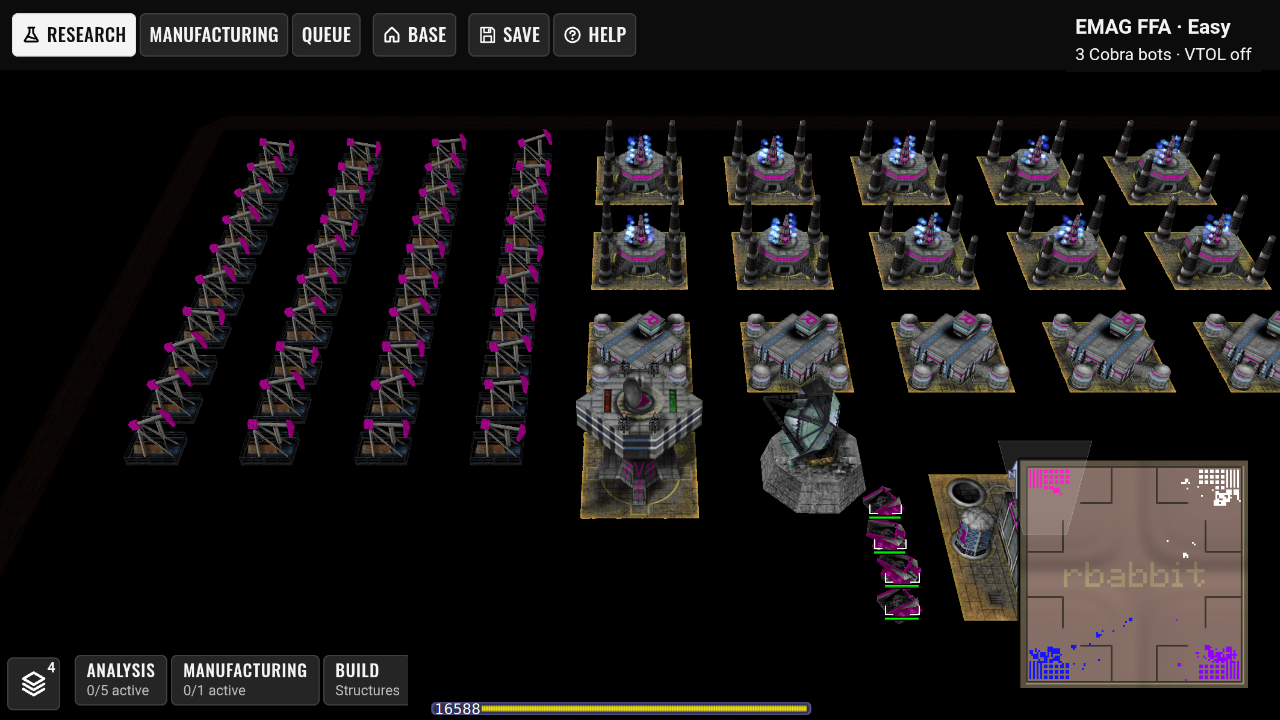 RESEARCH
MANUFACTURING
QUEUE
BASE
SAVE
HELP
EMAG FFA · Easy
3 Cobra bots · VTOL off
rbabbit
4
ANALYSIS
0/5 active
MANUFACTURING
0/1 active
BUILD
Structures
16588